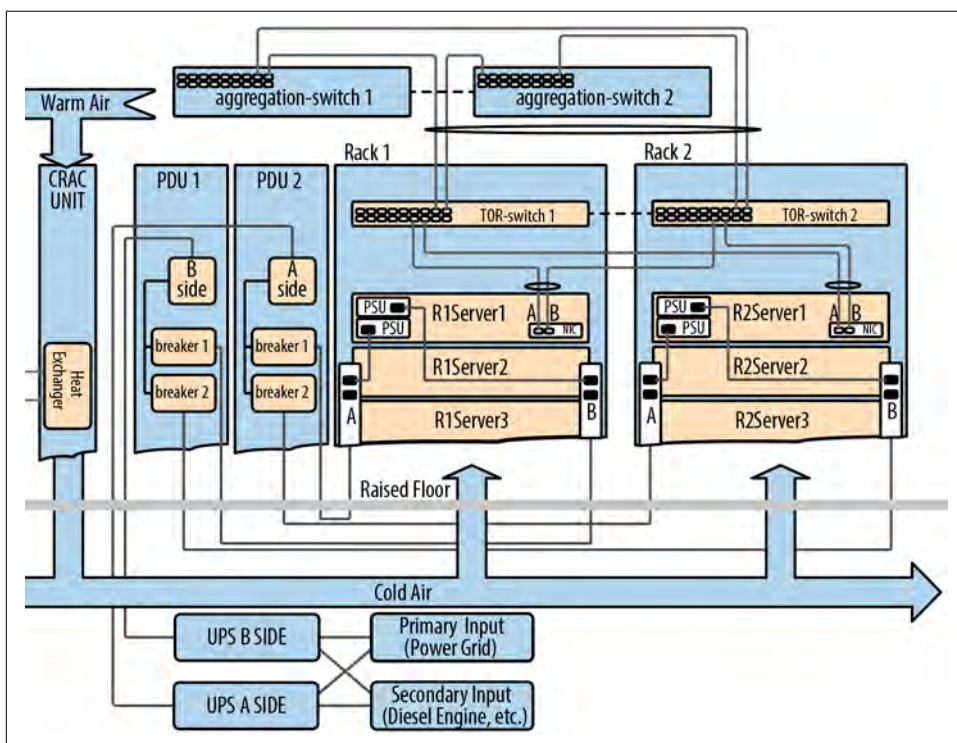 aggregation-switch 1
aggregation-switch 2
Warm Air
Rack 1
Rack 2
CRAC
UNIT
PDU 1
PDU 2
TOR-switch 1
TOR-switch 2
B
side
A
side
PSU
PSU
R1Server1
A
B
NIC
PSU
PSU
R2Server1
A
B
NIC
breaker 1
breaker 1
Heat
Exchanger
R1Server2
R2Server2
breaker 2
breaker 2
A
R1Server3
B
A
R2Server3
B
Raised Floor
Cold Air
UPS B SIDE
Primary Input
(Power Grid)
UPS A SIDE
Secondary Input
(Diesel Engine, etc.)